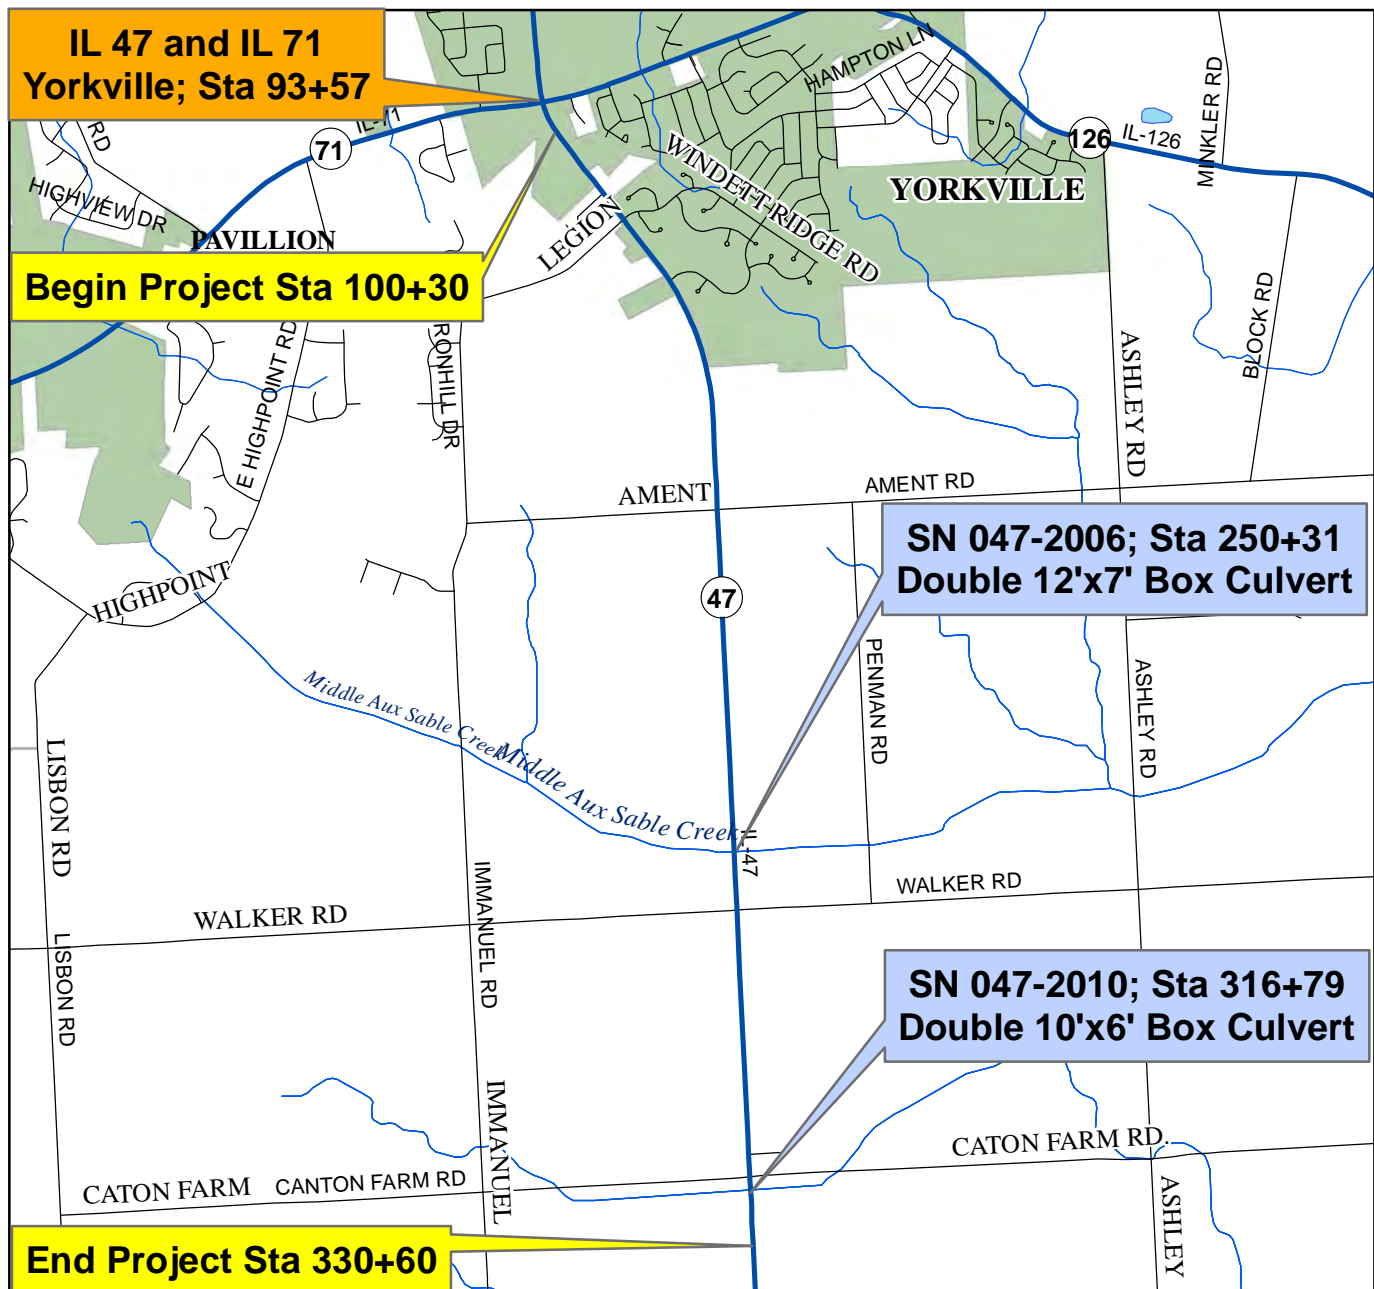 IL 47 and IL 71
Yorkville; Sta 93+57
HAMPTON LN
MINKLER RD
RD
IL-71
71
126
IL-126
HIGHVIEW DR
WINDETT RIDGE RD
YORKVILLE
LEGION
PAVILLION
Begin Project Sta 100+30
BLOCK RD
E HIGHPOINT RD
RONHILL DR
ASHLEY RD
AMENT
AMENT RD
SN 047-2006; Sta 250+31
Double 12'x7' Box Culvert
HIGHPOINT
47
PENMAN RD
ASHLEY RD
Middle Aux Sable Creek
Middle Aux Sable Creek
LISBON RD
IL-47
IMMANUEL RD
WALKER RD
WALKER RD
LISBON RD
SN 047-2010; Sta 316+79
Double 10'x6' Box Culvert
IMMANUEL
CATON FARM RD.
CATON FARM
CANTON FARM RD
ASHLEY
End Project Sta 330+60